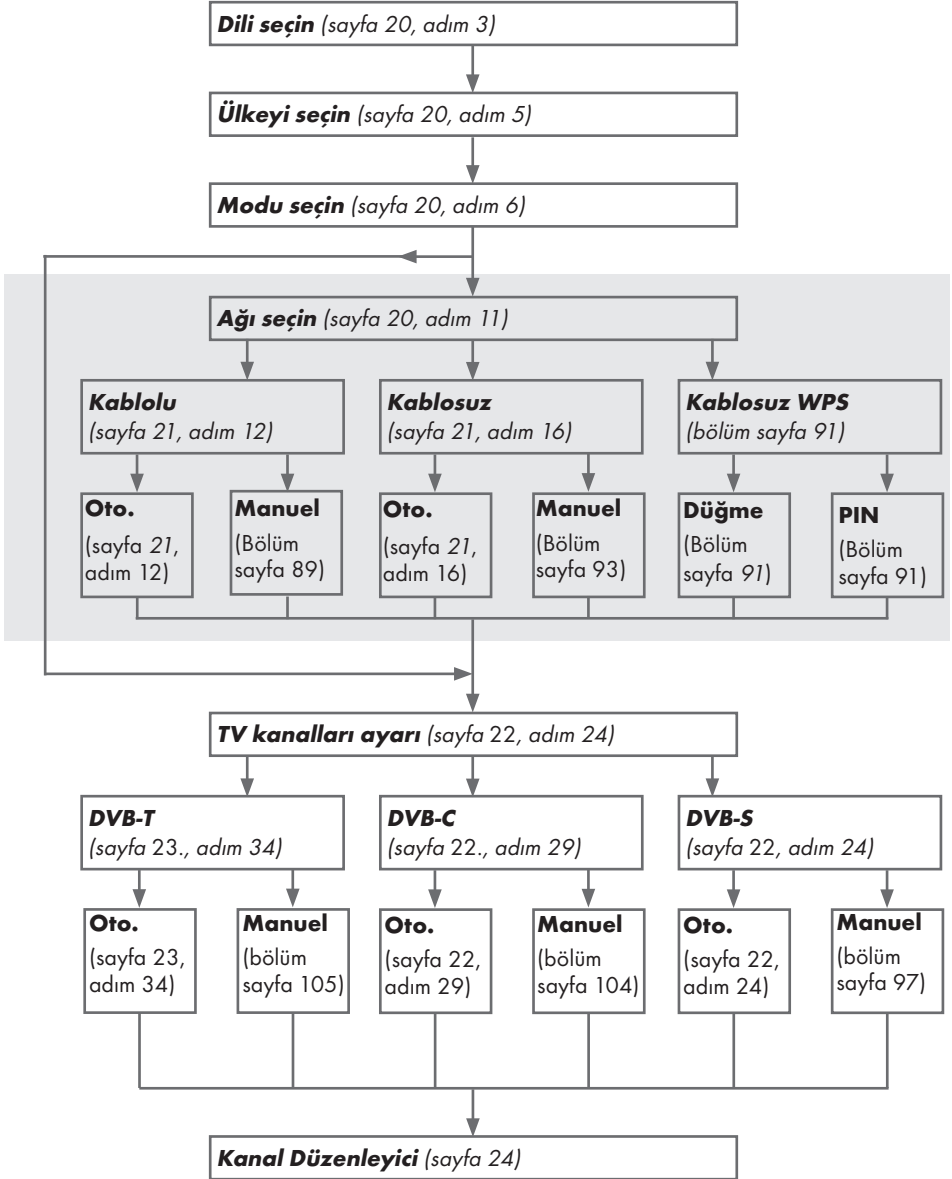 Dili seçin (sayfa 20, adım 3)
Ülkeyi seçin (sayfa 20, adım 5)
Modu seçin (sayfa 20, adım 6)
Ağı seçin (sayfa 20, adım 11)
Kablolu
(sayfa 21, adım 12)
Kablosuz
(sayfa 21, adım 16)
Kablosuz WPS
(bölüm sayfa 91)
Oto.
(sayfa 21,
adım 12)
Manuel
(Bölüm
sayfa 89)
Oto.
(sayfa 21,
adım 16)
Manuel
(Bölüm
sayfa 93)
Düğme
(Bölüm
sayfa 91)
PIN
(Bölüm
sayfa 91)
TV kanalları ayarı (sayfa 22, adım 24)
DVB-T
(sayfa 23., adım 34)
DVB-C
(sayfa 22., adım 29)
DVB-S
(sayfa 22, adım 24)
Oto.
(sayfa 23,
adım 34)
Manuel
(bölüm
sayfa 105)
Oto.
(sayfa 22,
adım 29)
Manuel
(bölüm
sayfa 104)
Oto.
(sayfa 22,
adım 24)
Manuel
(bölüm
sayfa 97)
Kanal Düzenleyici (sayfa 24)